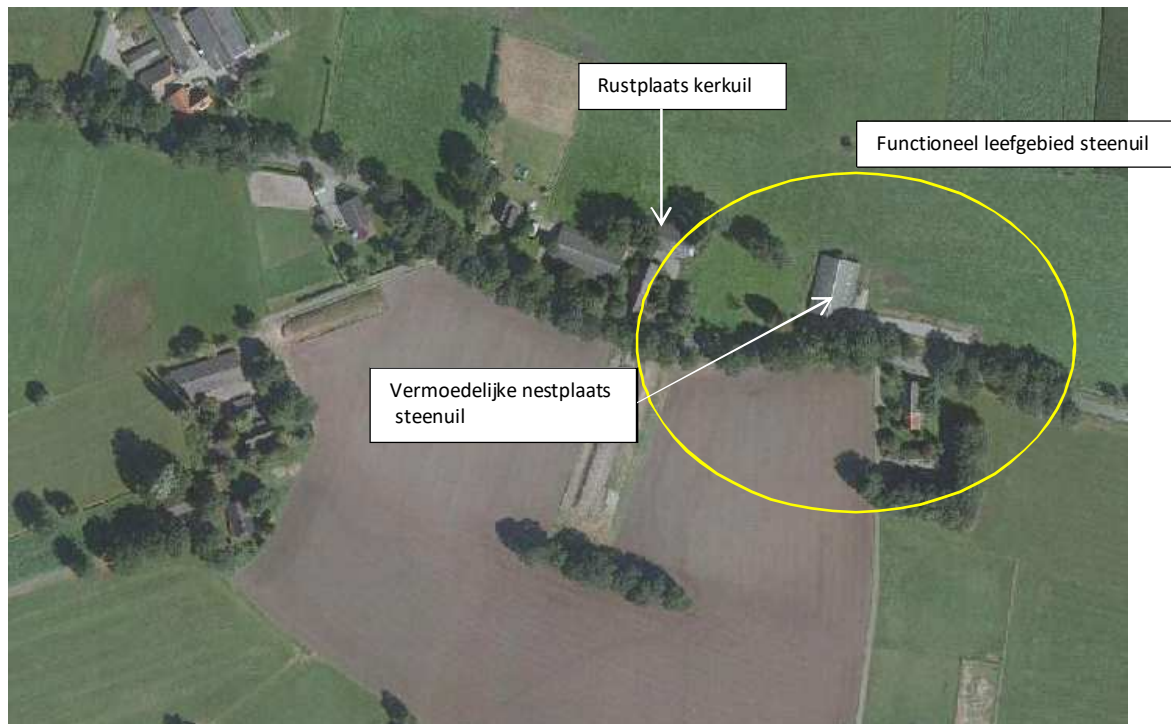 Rustplaats kerkuil
Functioneel leefgebied steenuil
Vermoedelijke nestplaats
steenuil